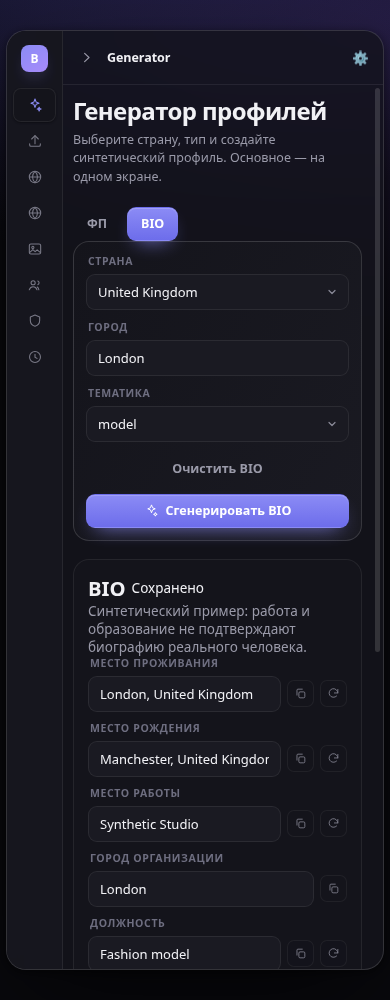 B
Generator
Генератор профилей
Выберите страну, тип и создайте
синтетический профиль. Основное — на
одном экране.
ФП
BIO
СТРАНА
United Kingdom
ГОРОД
London
ТЕМАТИКА
model
Очистить BIO
Сгенерировать BIO
BIO Сохранено
Синтетический пример: работа и
образование не подтверждают
биографию реального человека.
МЕСТО ПРОЖИВАНИЯ
London, United Kingdom
МЕСТО РОЖДЕНИЯ
Manchester, United Kingdor
МЕСТО РАБОТЫ
Synthetic Studio
ГОРОД ОРГАНИЗАЦИИ
London
ДОЛЖНОСТЬ
Fashion model